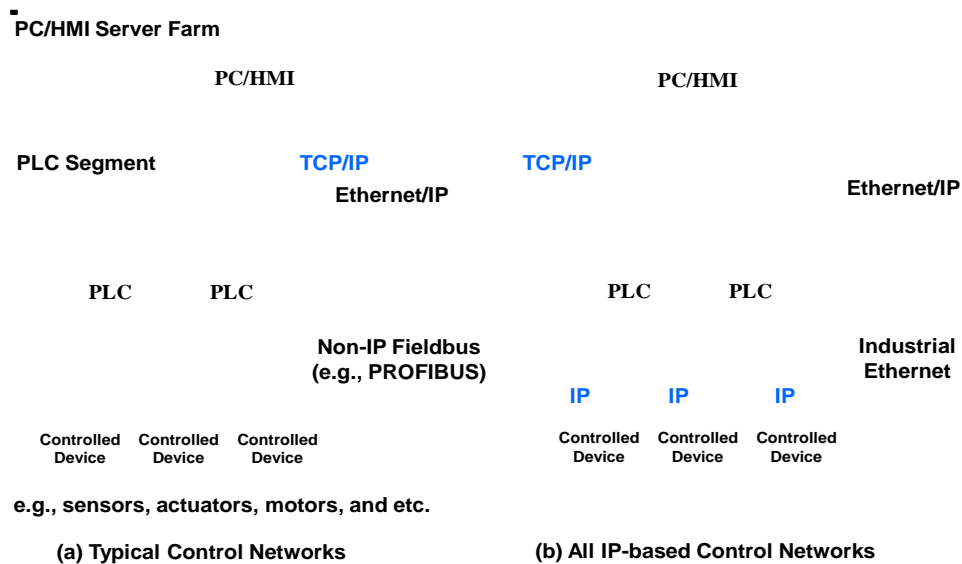 PC/HMI Server Farm
PC/HMI
PC/HMI
PLC Segment
TCP/IP
TCP/IP
Ethernet/IP
Ethernet/IP
PLC
PLC
PLC
PLC
Non-IP Fieldbus
(e.g., PROFIBUS)
Industrial
Ethernet
IP
IP
IP
Controlled
Device
Controlled
Device
Controlled
Device
Controlled
Device
Controlled
Device
Controlled
Device
e.g., sensors, actuators, motors, and etc.
(a) Typical Control Networks
(b) All IP-based Control Networks